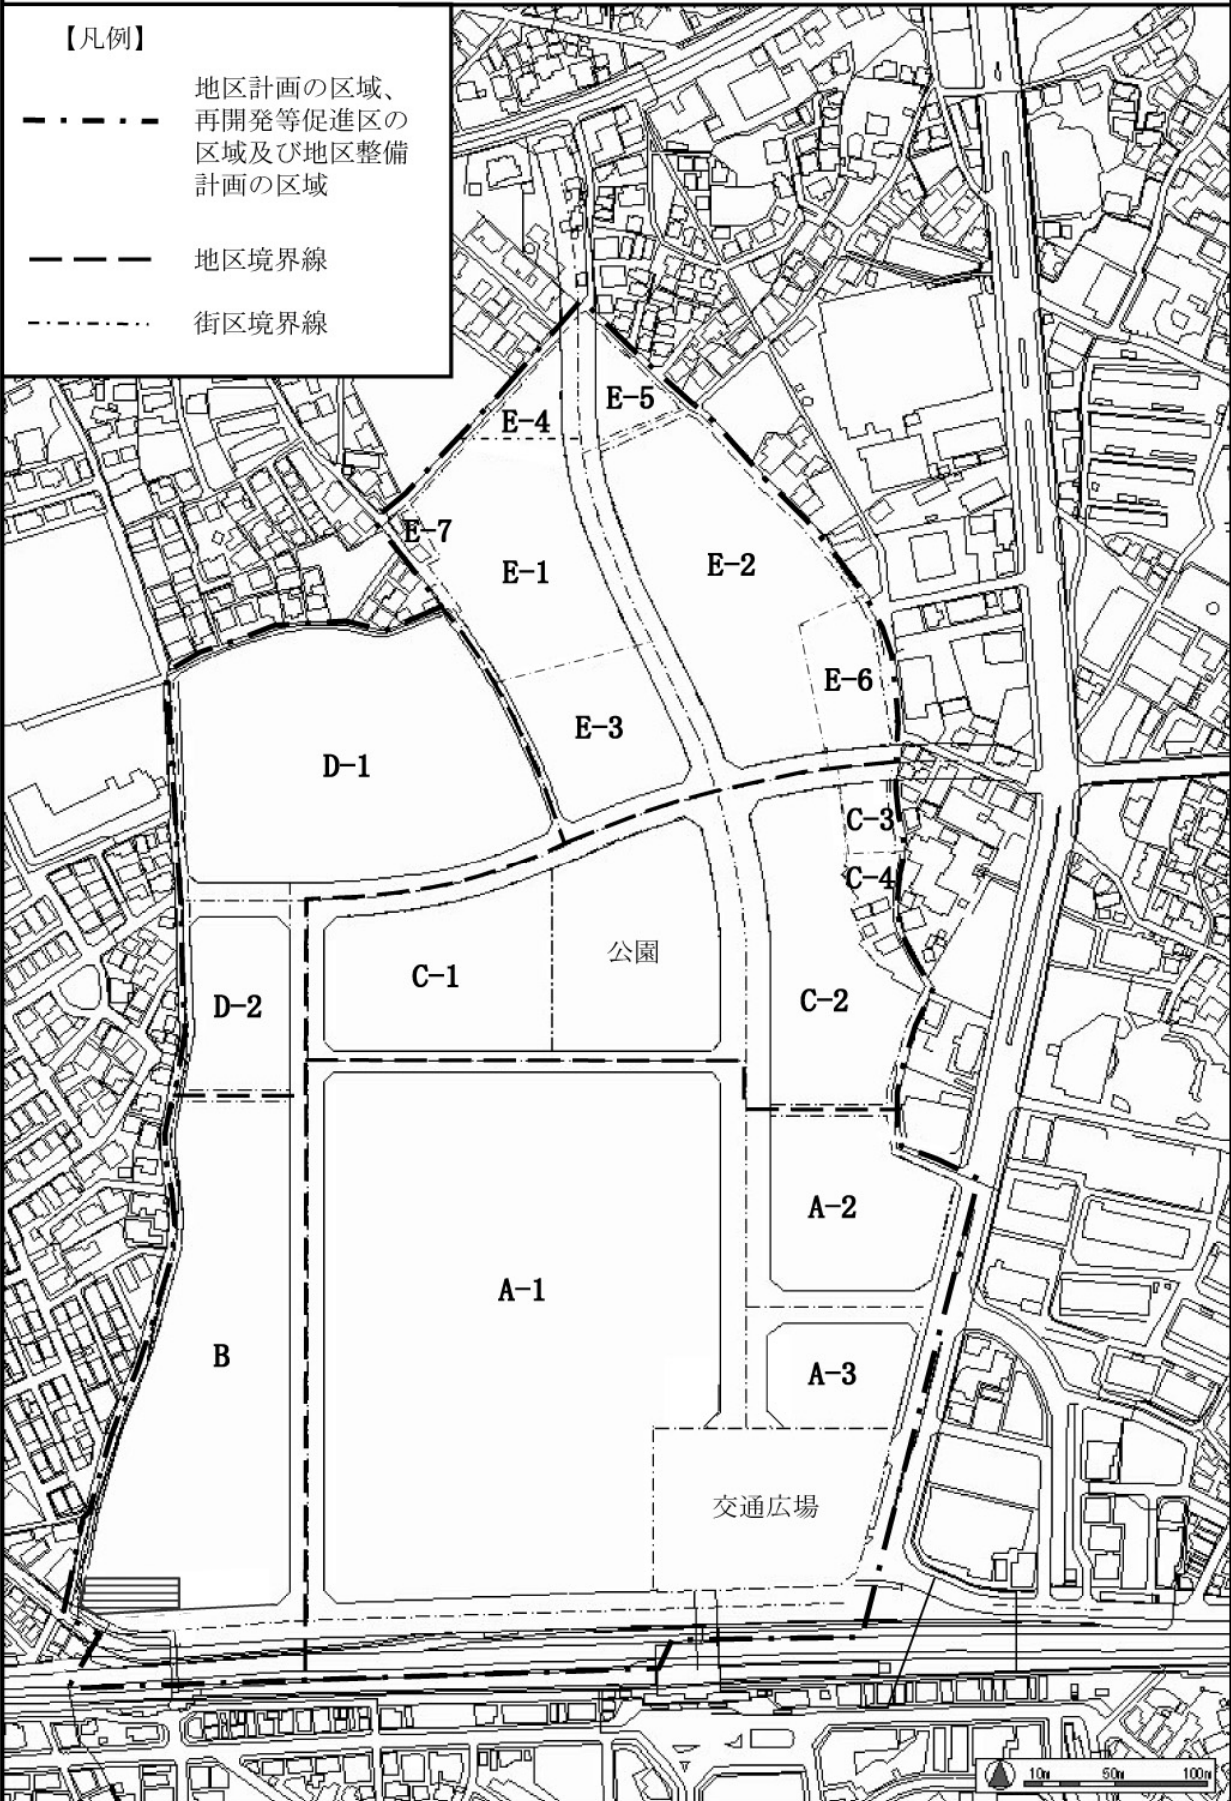 【凡例】
地区計画の区域、
再開発等促進区の
区域及び地区整備
計画の区域
地区境界線
街区境界線
E-4
E-5
E-7
E-1
E-2
E-6
E-3
D-1
C-3
C-4
公園
C-1
D-2
C-2
A-2
A-1
B
A-3
交通広場
10m 50m 100m